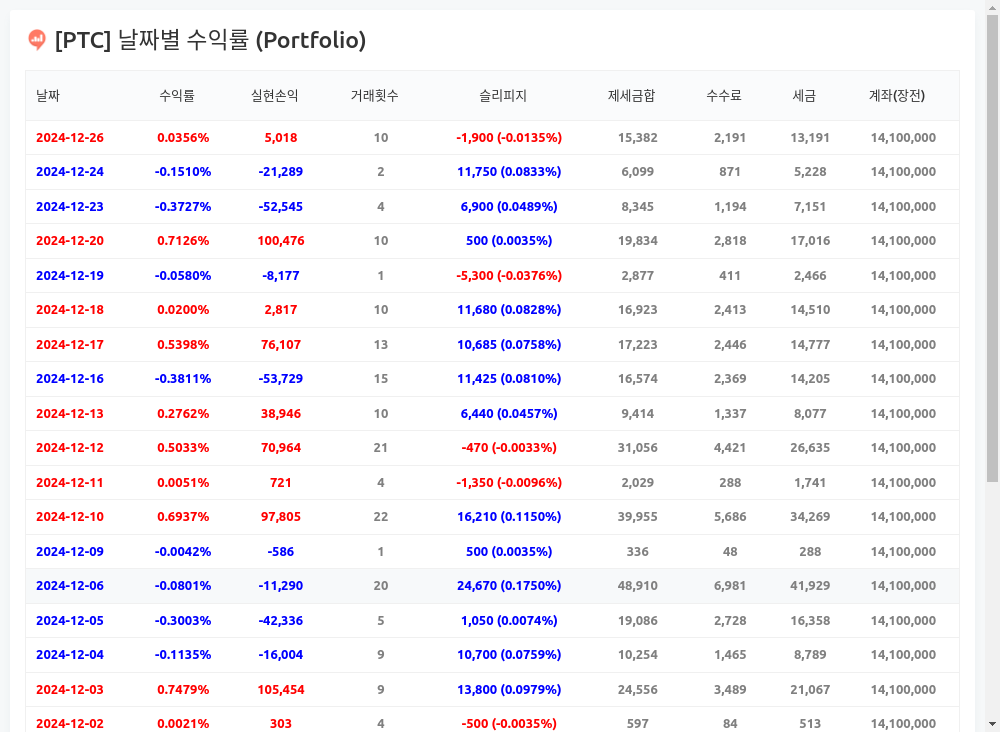 [PTC] 날짜별 수익률 (Portfolio)
날짜 수익률 실현손익 거래횟수 슬리피지 제세금합 수수료 세금 계좌(장전)
2024-12-26 0.0356% 5,018 10 -1,900 (-0.0135%) 15,382 2,191 13,191 14,100,000
2024-12-24 -0.1510% -21,289 2 11,750 (0.0833%) 6,099 871 5,228 14,100,000
2024-12-23 -0.3727% -52,545 4 6,900 (0.0489%) 8,345 1,194 7,151 14,100,000
2024-12-20 0.7126% 100,476 10 500 (0.0035%) 19,834 2,818 17,016 14,100,000
2024-12-19 -0.0580% -8,177 1 -5,300 (-0.0376%) 2,877 411 2,466 14,100,000
2024-12-18 0.0200% 2,817 10 11,680 (0.0828%) 16,923 2,413 14,510 14,100,000
2024-12-17 0.5398% 76,107 13 10,685 (0.0758%) 17,223 2,446 14,777 14,100,000
2024-12-16 -0.3811% -53,729 15 11,425 (0.0810%) 16,574 2,369 14,205 14,100,000
2024-12-13 0.2762% 38,946 10 6,440 (0.0457%) 9,414 1,337 8,077 14,100,000
2024-12-12 0.5033% 70,964 21 -470 (-0.0033%) 31,056 4,421 26,635 14,100,000
2024-12-11 0.0051% 721 4 -1,350 (-0.0096%) 2,029 288 1,741 14,100,000
2024-12-10 0.6937% 97,805 22 16,210 (0.1150%) 39,955 5,686 34,269 14,100,000
2024-12-09 -0.0042% -586 1 500 (0.0035%) 336 48 288 14,100,000
2024-12-06 -0.0801% -11,290 20 24,670 (0.1750%) 48,910 6,981 41,929 14,100,000
2024-12-05 -0.3003% -42,336 5 1,050 (0.0074%) 19,086 2,728 16,358 14,100,000
2024-12-04 -0.1135% -16,004 9 10,700 (0.0759%) 10,254 1,465 8,789 14,100,000
2024-12-03 0.7479% 105,454 9 13,800 (0.0979%) 24,556 3,489 21,067 14,100,000
2024-12-02 0.0021% 303 4 -500 (-0.0035%) 597 84 513 14,100,000